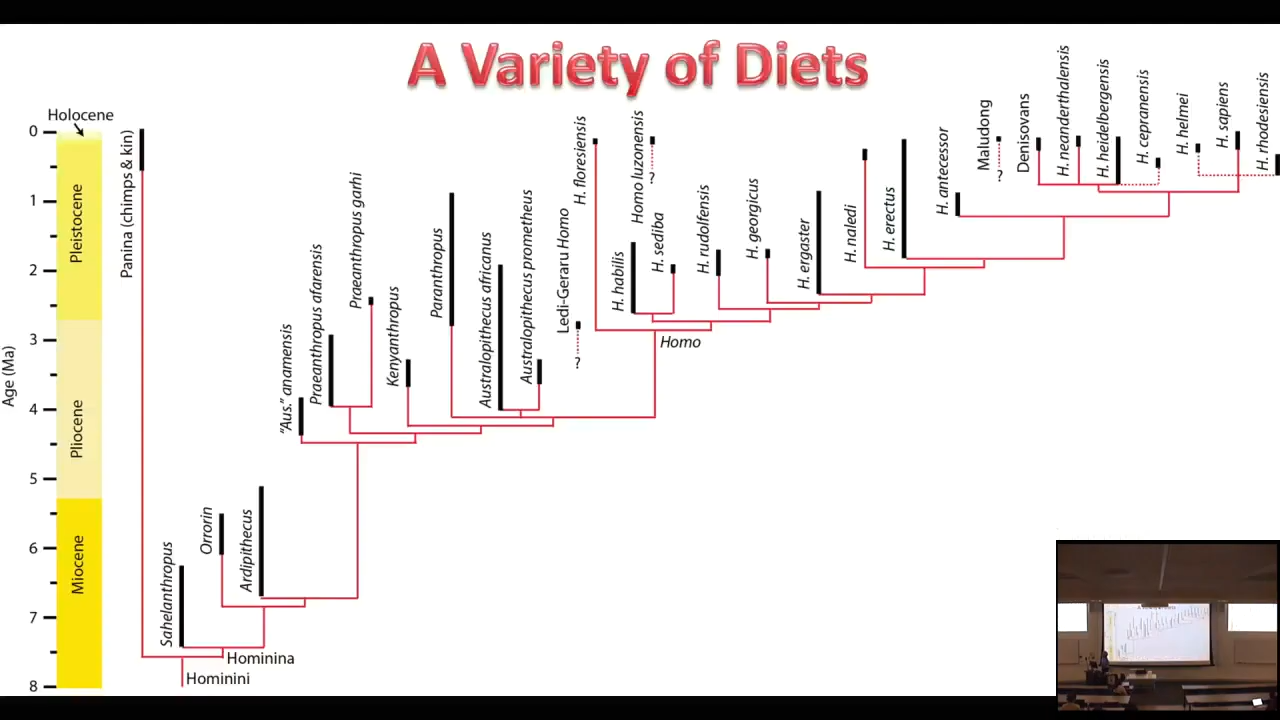 A Variety of Diets
Holocene
Pleistocene
Pliocene
Miocene
Age (Ma)
0
1
2
3
4
5
6
7
8
Panina (chimps & kin)
Sahelanthropus
Orrorin
Ardipithecus
"Aus." anamensis
Praeanthropus afarensis
Praeanthropus garhi
Kenyanthropus
Paranthropus
Australopithecus africanus
Australopithecus prometheus
Ledi-Geraru Homo
?
H. floresiensis
H. habilis
Homo luzonensis
?
H. sediba
H. rudolfensis
H. georgicus
H. ergaster
H. naledi
H. erectus
H. antecessor
Maludong
?
Denisovans
H. neanderthalensis
H. heidelbergensis
H. cepranensis
H. helmei
H. sapiens
H. rhodesiensis
Homo
Hominina
Hominini